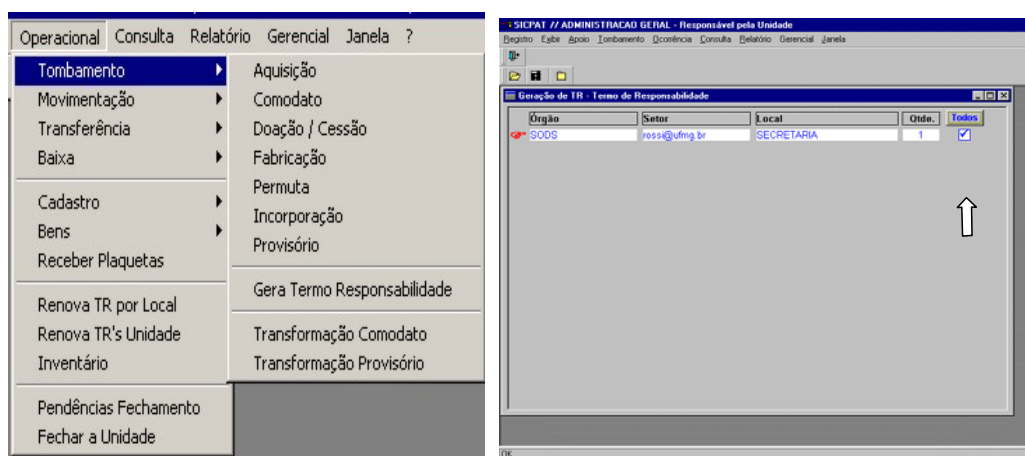 Operacional Consulta Relatório Gerencial Janela ?
Tombamento
Movimentação
Transferência
Baixa
Cadastro
Bens
Receber Plaquetas
Renova TR por Local
Renova TR's Unidade
Inventário
Pendências Fechamento
Fechar a Unidade
Aquisição
Comodato
Doação / Cessão
Fabricação
Permuta
Incorporação
Provisório
Gera Termo Responsabilidade
Transformação Comodato
Transformação Provisório
SICPAT // ADMINISTRACAO GERAL - Responsável pela Unidade
Registro Exibir Apoio Tombamento Ocorrência Consulta Relatório Gerencial Janela
Geração de TR - Termo de Responsabilidade
Órgão Setor Local Qtde. Todos
SODS rossi@ufmg.br SECRETARIA 1
OK